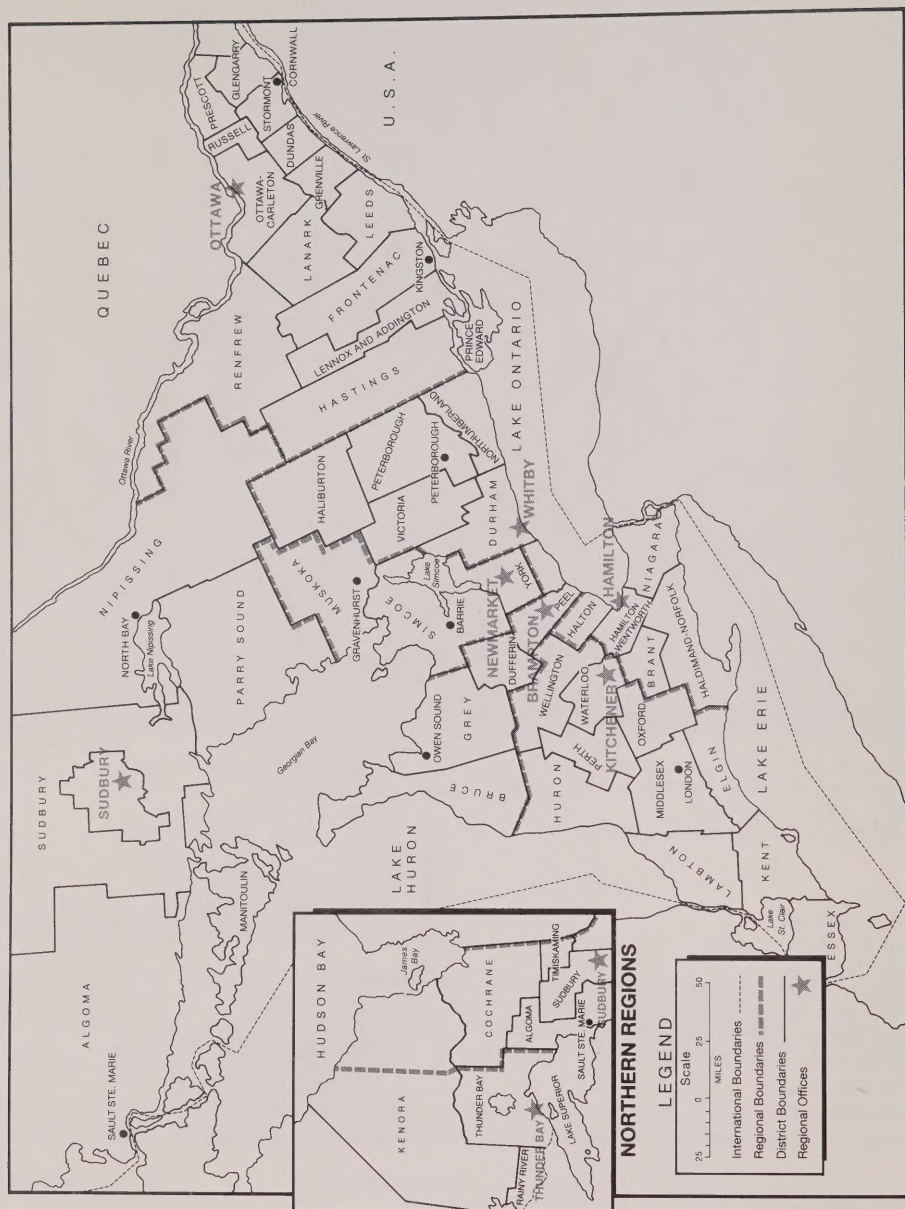 ALGOMA
SAULT STE. MARIE
SUDBURY
SUDBURY
MANITOULIN
NORTH BAY
Lake Nipissing
NIPISSING
PARRY SOUND
Georgian Bay
QUEBEC
Ottawa River
RENFREW
OTTAWA
OTTAWA-
CARLETON
PRESCOTT
RUSSELL
GLENGARRY
STORMONT
CORNWALL
DUNDAS
GRENVILLE
LANARK
LEEDS
St. Lawrence River
U.S.A.
FRONTENAC
KINGSTON
LENNOX AND ADDINGTON
HASTINGS
PRINCE
EDWARD
HALIBURTON
PETERBOROUGH
PETERBOROUGH
NORTHUMBERLAND
VICTORIA
MUSKOKA
GRAVENHURST
SIMCOE
Lake
Simcoe
BARRIE
DURHAM
WHITBY
LAKE ONTARIO
YORK
NEWMARKET
OWEN SOUND
GREY
BRUCE
DUFFERIN
BRAMPTON
PEEL
HALTON
WELLINGTON
WATERLOO
KITCHENER
HAMILTON
HAMILTON
WENTWORTH
NIAGARA
BRANT
HALDIMAND-NORFOLK
LAKE
HURON
HURON
PERTH
OXFORD
MIDDLESEX
LONDON
ELGIN
LAKE ERIE
LAMBTON
KENT
Lake
St. Clair
ESSEX
HUDSON BAY
James
Bay
KENORA
COCHRANE
THUNDER BAY
TIMISKAMING
ALGOMA
SUDBURY
SAULT STE. MARIE
SUDBURY
LAKE SUPERIOR
RAINY RIVER
THUNDER BAY
NORTHERN REGIONS
LEGEND
Scale
25 0 25 50
MILES
International Boundaries
Regional Boundaries
District Boundaries
Regional Offices